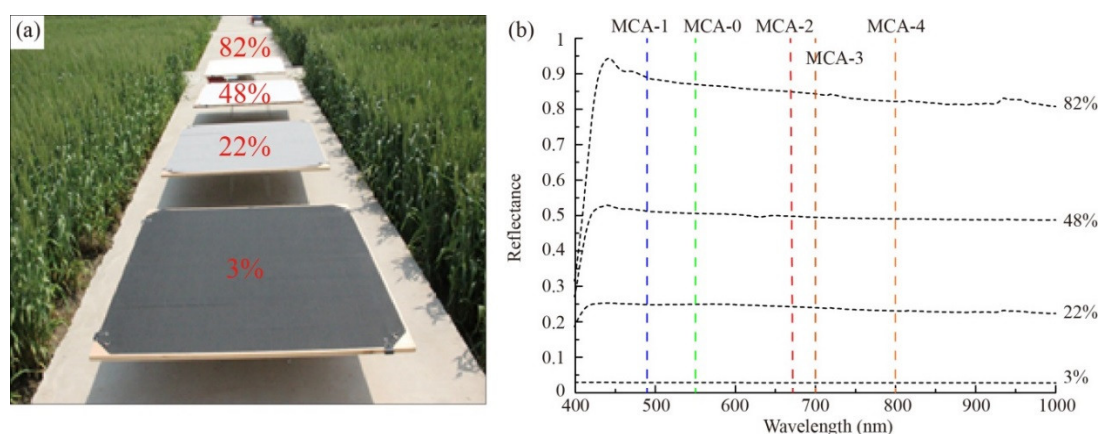 (a)
82%
48%
22%
3%
(b)
MCA-1 MCA-0 MCA-2 MCA-4
MCA-3
1
0.9
0.8
0.7
0.6
0.5
0.4
0.3
0.2
0.1
0
Reflectance
82%
48%
22%
3%
400 500 600 700 800 900 1000
Wavelength (nm)